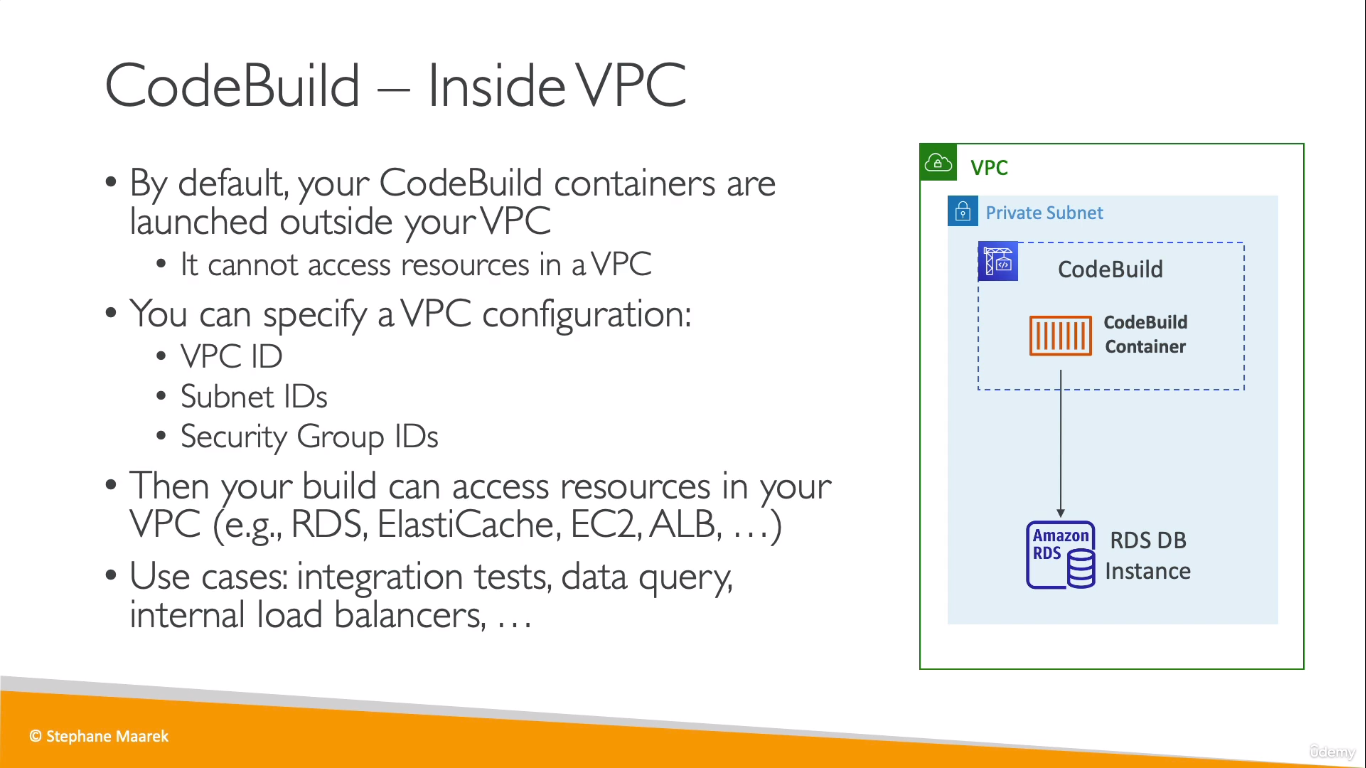 CodeBuild – Inside VPC
• By default, your CodeBuild containers are
launched outside your VPC
• It cannot access resources in a VPC
• You can specify a VPC configuration:
• VPC ID
• Subnet IDs
• Security Group IDs
• Then your build can access resources in your
VPC (e.g., RDS, ElastiCache, EC2, ALB, …)
• Use cases: integration tests, data query,
internal load balancers, …
VPC
Private Subnet
CodeBuild
CodeBuild
Container
Amazon
RDS
RDS DB
Instance
© Stephane Maarek
ûdemy